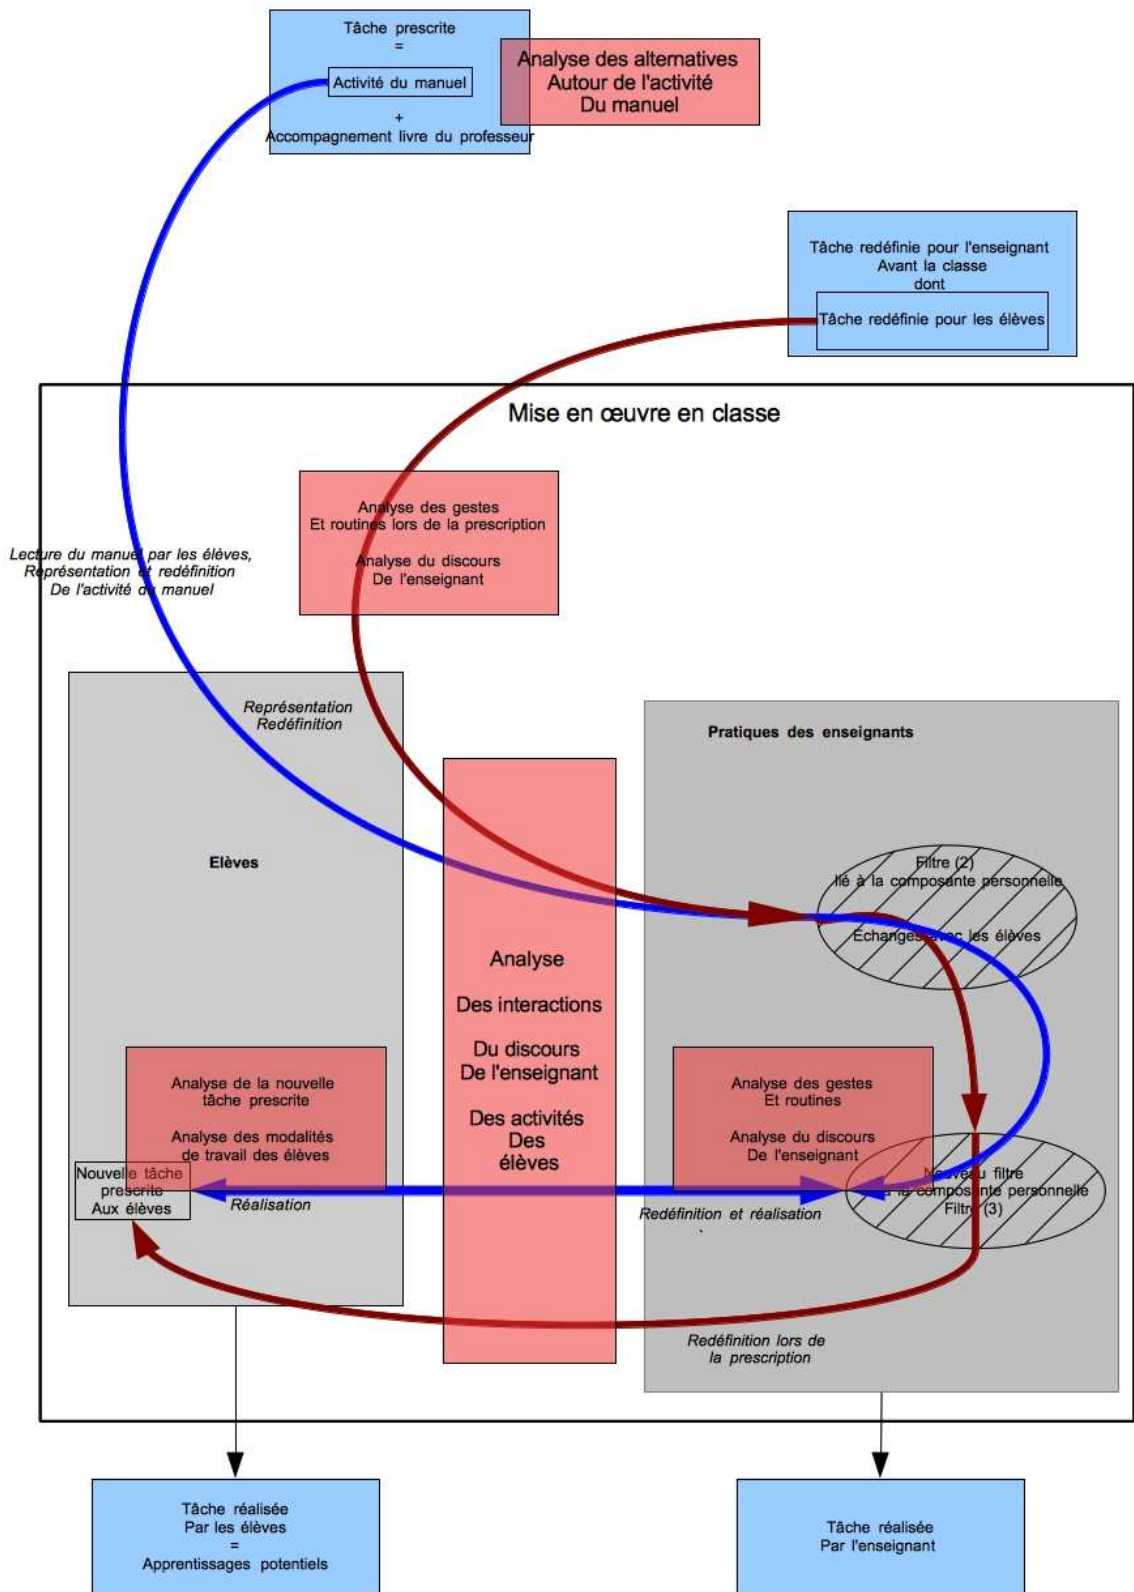 Tâche prescrite
=
Activité du manuel
+
Accompagnement livre du professeur
Analyse des alternatives
Autour de l'activité
Du manuel
Tâche redéfinie pour l'enseignant
Avant la classe
dont
Tâche redéfinie pour les élèves
Mise en œuvre en classe
Analyse des gestes
Et routines lors de la prescription
Analyse du discours
De l'enseignant
Lecture du manuel par les élèves,
Représentation et redéfinition
De l'activité du manuel
Représentation
Redéfinition
Pratiques des enseignants
Elèves
Filtre (2)
lié à la composante personnelle
Echanges avec les élèves
Analyse
Des interactions
Du discours
De l'enseignant
Des activités
Des
élèves
Analyse de la nouvelle
tâche prescrite
Analyse des modalités
de travail des élèves
Analyse des gestes
Et routines
Analyse du discours
De l'enseignant
Nouvelle tâche
prescrite
Aux élèves
Réalisation
Redéfinition et réalisation
Nouveau filtre
à la composante personnelle
Filtre (3)
Redéfinition lors de
la prescription
Tâche réalisée
Par les élèves
=
Apprentissages potentiels
Tâche réalisée
Par l'enseignant